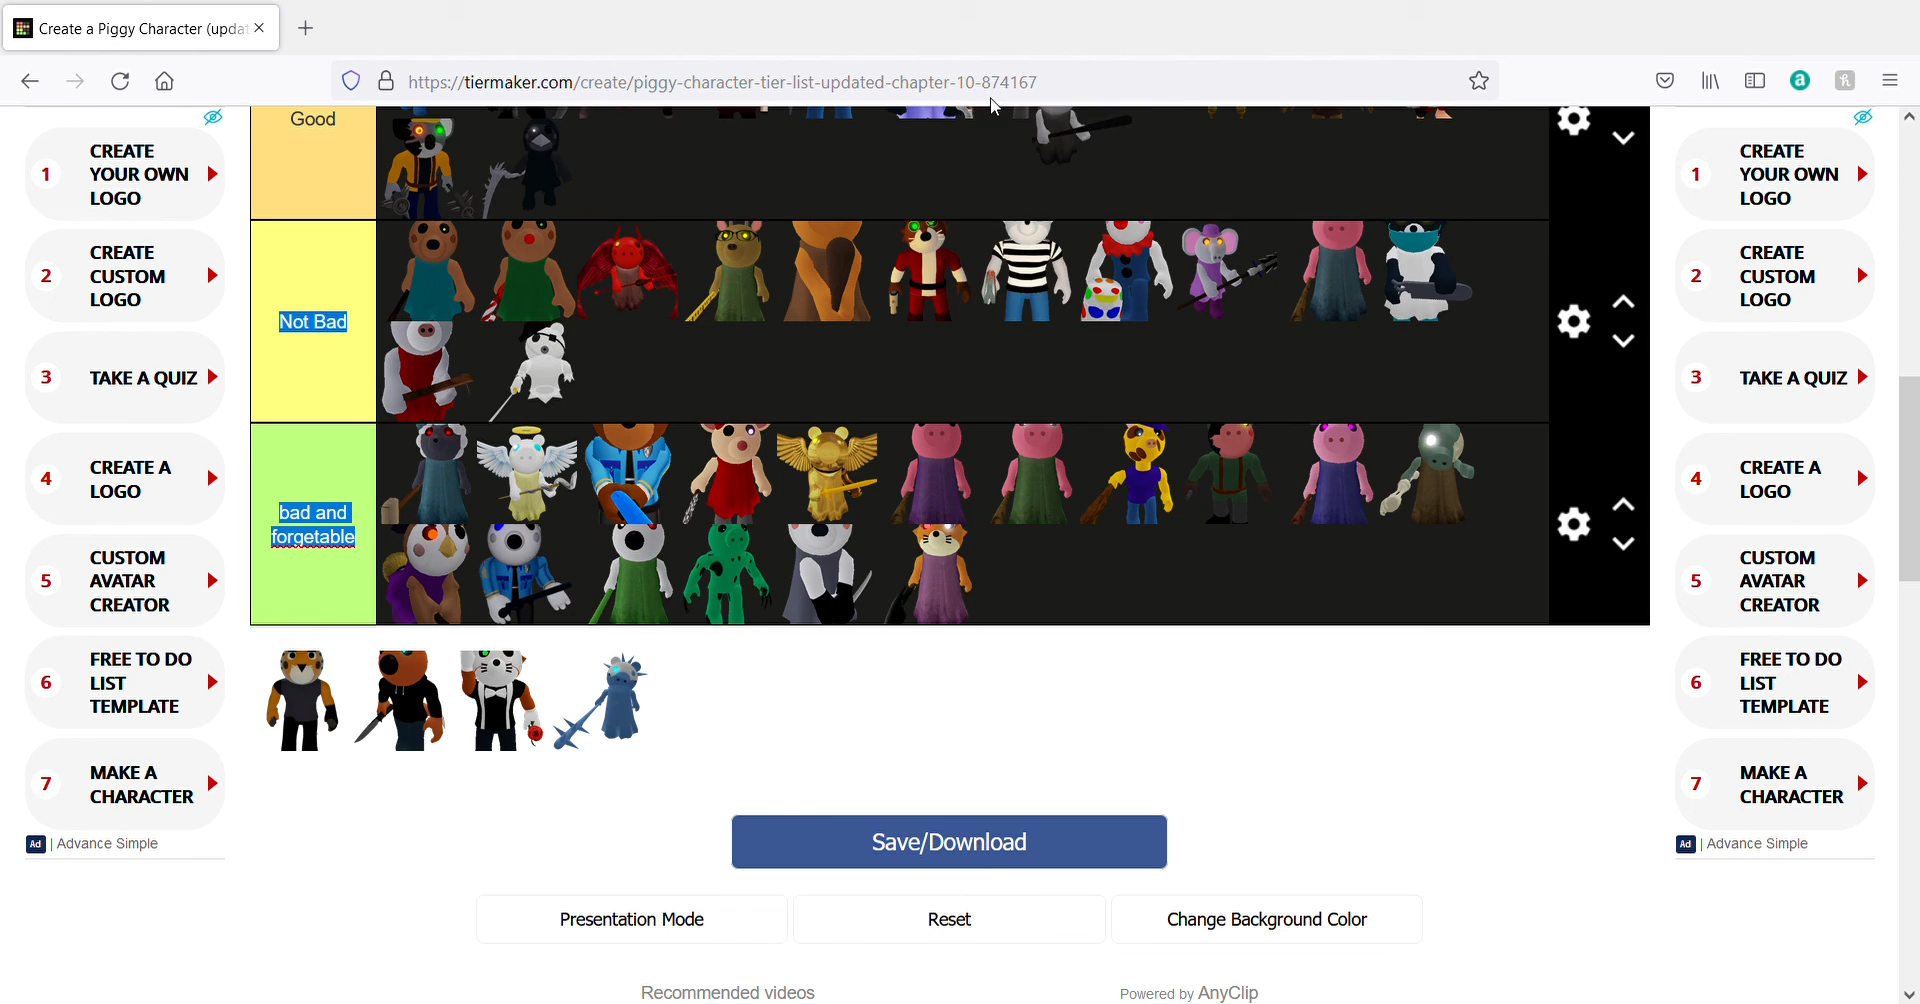 Create a Piggy Character (updat
https://tiermaker.com/create/piggy-character-tier-list-updated-chapter-10-874167
1
CREATE
YOUR OWN
LOGO
2
CREATE
CUSTOM
LOGO
3
TAKE A QUIZ
4
CREATE A
LOGO
5
CUSTOM
AVATAR
CREATOR
6
FREE TO DO
LIST
TEMPLATE
7
MAKE A
CHARACTER
Ad | Advance Simple
Good
Not Bad
bad and
forgetable
Save/Download
Presentation Mode
Reset
Change Background Color
Recommended videos
Powered by AnyClip
1
CREATE
YOUR OWN
LOGO
2
CREATE
CUSTOM
LOGO
3
TAKE A QUIZ
4
CREATE A
LOGO
5
CUSTOM
AVATAR
CREATOR
6
FREE TO DO
LIST
TEMPLATE
7
MAKE A
CHARACTER
Ad | Advance Simple